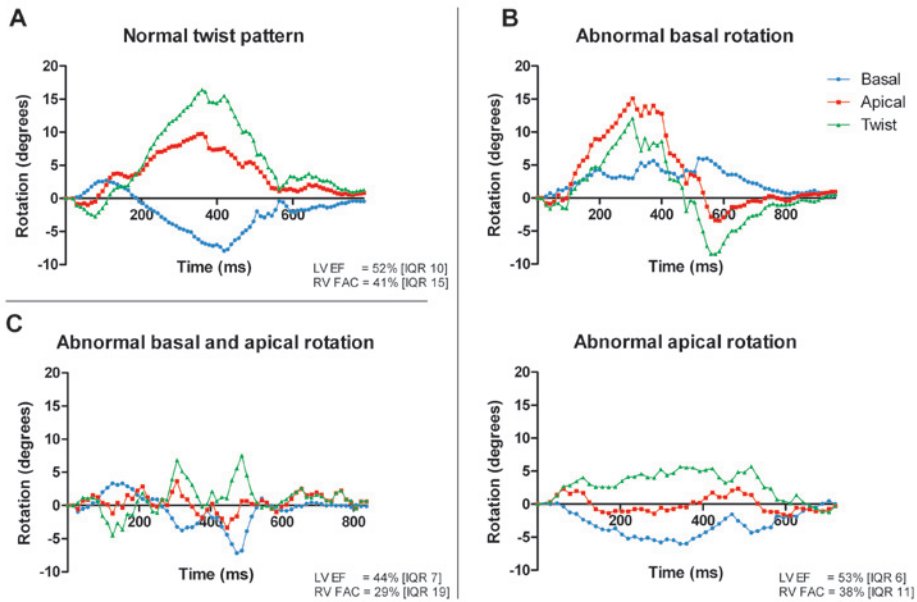 A
Normal twist pattern
Rotation (degrees)
20
15
10
5
0
-5
-10
200
400
600
Time (ms)
LV EF = 52% [IQR 10]
RV FAC = 41% [IQR 15]
B
Abnormal basal rotation
Rotation (degrees)
20
15
10
5
0
-5
-10
200
400
600
800
Time (ms)
Basal
Apical
Twist
C
Abnormal basal and apical rotation
Rotation (degrees)
20
15
10
5
0
-5
-10
200
400
600
800
Time (ms)
LV EF = 44% [IQR 7]
RV FAC = 29% [IQR 19]
Abnormal apical rotation
Rotation (degrees)
20
15
10
5
0
-5
-10
200
400
600
Time (ms)
LV EF = 53% [IQR 6]
RV FAC = 38% [IQR 11]